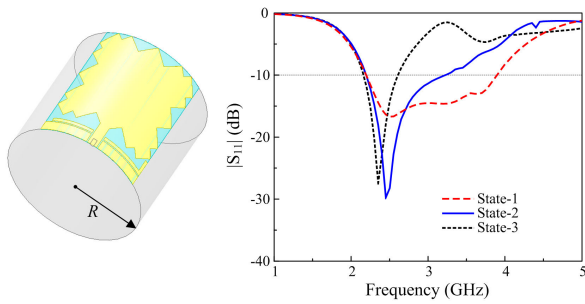 R
|S11| (dB)
0
-10
-20
-30
-40
State-1
State-2
State-3
1
2
3
4
5
Frequency (GHz)